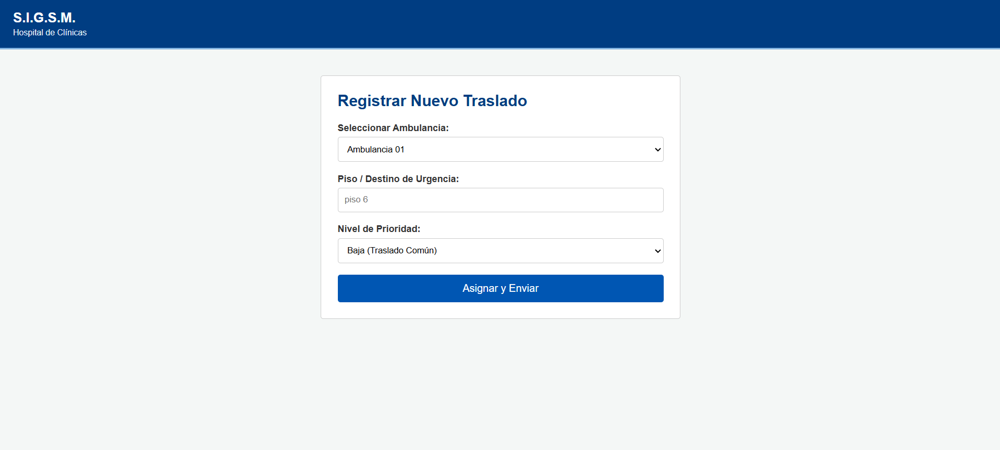 S.I.G.S.M.
Hospital de Clínicas
Registrar Nuevo Traslado
Seleccionar Ambulancia:
Ambulancia 01
Piso / Destino de Urgencia:
piso 6
Nivel de Prioridad:
Baja (Traslado Común)
Asignar y Enviar